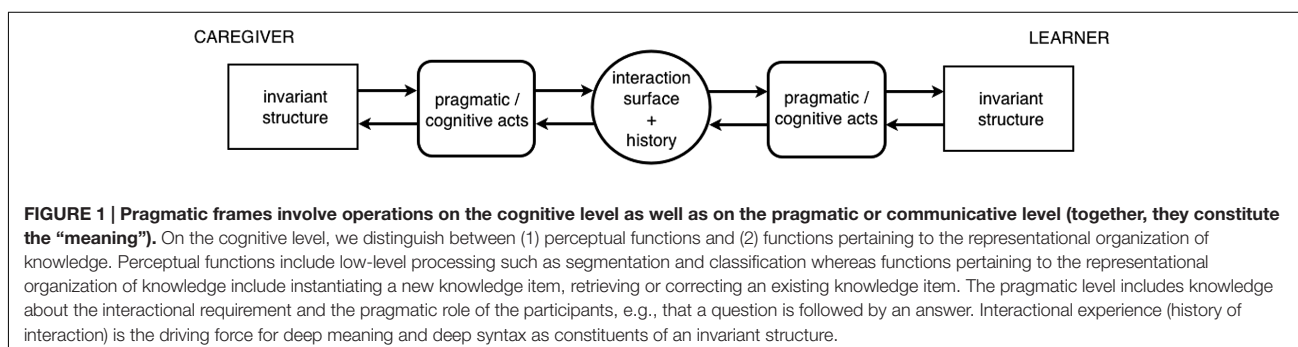 CAREGIVER
LEARNER
invariant
structure
pragmatic /
cognitive acts
interaction
surface
+
history
pragmatic /
cognitive acts
invariant
structure
FIGURE 1 | Pragmatic frames involve operations on the cognitive level as well as on the pragmatic or communicative level (together, they constitute
the “meaning”). On the cognitive level, we distinguish between (1) perceptual functions and (2) functions pertaining to the representational organization of
knowledge. Perceptual functions include low-level processing such as segmentation and classification whereas functions pertaining to the representational
organization of knowledge include instantiating a new knowledge item, retrieving or correcting an existing knowledge item. The pragmatic level includes knowledge
about the interactional requirement and the pragmatic role of the participants, e.g., that a question is followed by an answer. Interactional experience (history of
interaction) is the driving force for deep meaning and deep syntax as constituents of an invariant structure.